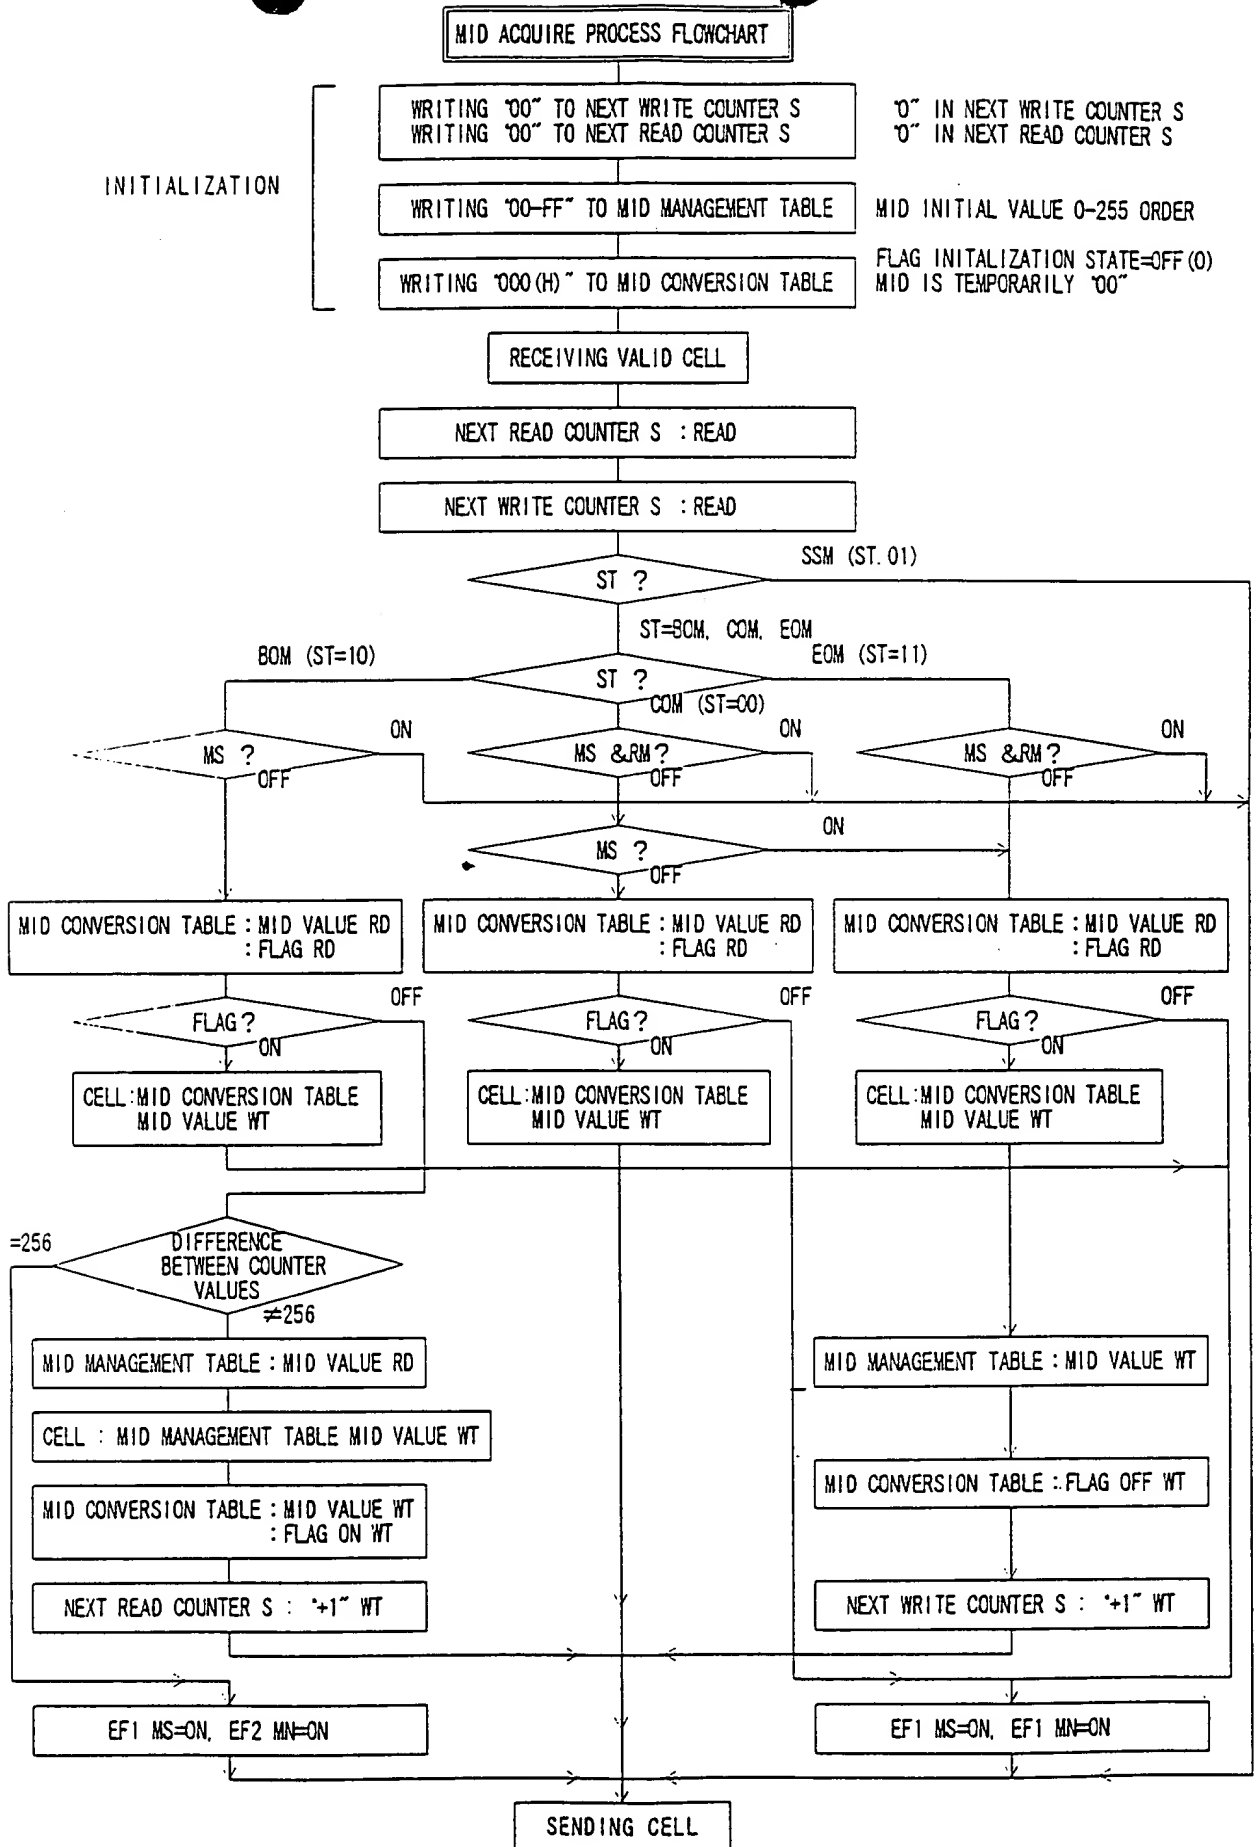 MID ACQUIRE PROCESS FLOWCHART
WRITING "00" TO NEXT WRITE COUNTER S
WRITING "00" TO NEXT READ COUNTER S
"0" IN NEXT WRITE COUNTER S
"0" IN NEXT READ COUNTER S
INITIALIZATION
WRITING "00-FF" TO MID MANAGEMENT TABLE
MID INITIAL VALUE 0-255 ORDER
WRITING "000(H)" TO MID CONVERSION TABLE
FLAG INITALIZATION STATE=OFF(0)
MID IS TEMPORARILY "00"
RECEIVING VALID CELL
NEXT READ COUNTER S : READ
NEXT WRITE COUNTER S : READ
SSM (ST.01)
ST ?
ST=BOM, COM, EOM
BOM (ST=10)
ST ?
EOM (ST=11)
COM (ST=00)
MS ?
ON
OFF
MS &RM?
ON
OFF
MS &RM?
ON
OFF
MS ?
ON
OFF
MID CONVERSION TABLE : MID VALUE RD
: FLAG RD
MID CONVERSION TABLE : MID VALUE RD
: FLAG RD
MID CONVERSION TABLE : MID VALUE RD
: FLAG RD
FLAG?
OFF
ON
FLAG?
OFF
ON
FLAG?
OFF
ON
CELL:MID CONVERSION TABLE
MID VALUE WT
CELL:MID CONVERSION TABLE
MID VALUE WT
CELL:MID CONVERSION TABLE
MID VALUE WT
=256
DIFFERENCE
BETWEEN COUNTER
VALUES
≠256
MID MANAGEMENT TABLE : MID VALUE RD
MID MANAGEMENT TABLE : MID VALUE WT
CELL : MID MANAGEMENT TABLE MID VALUE WT
MID CONVERSION TABLE : FLAG OFF WT
MID CONVERSION TABLE : MID VALUE WT
: FLAG ON WT
NEXT READ COUNTER S : "+1" WT
NEXT WRITE COUNTER S : "+1" WT
EF1 MS=ON, EF2 MN=ON
EF1 MS=ON, EF1 MN=ON
SENDING CELL